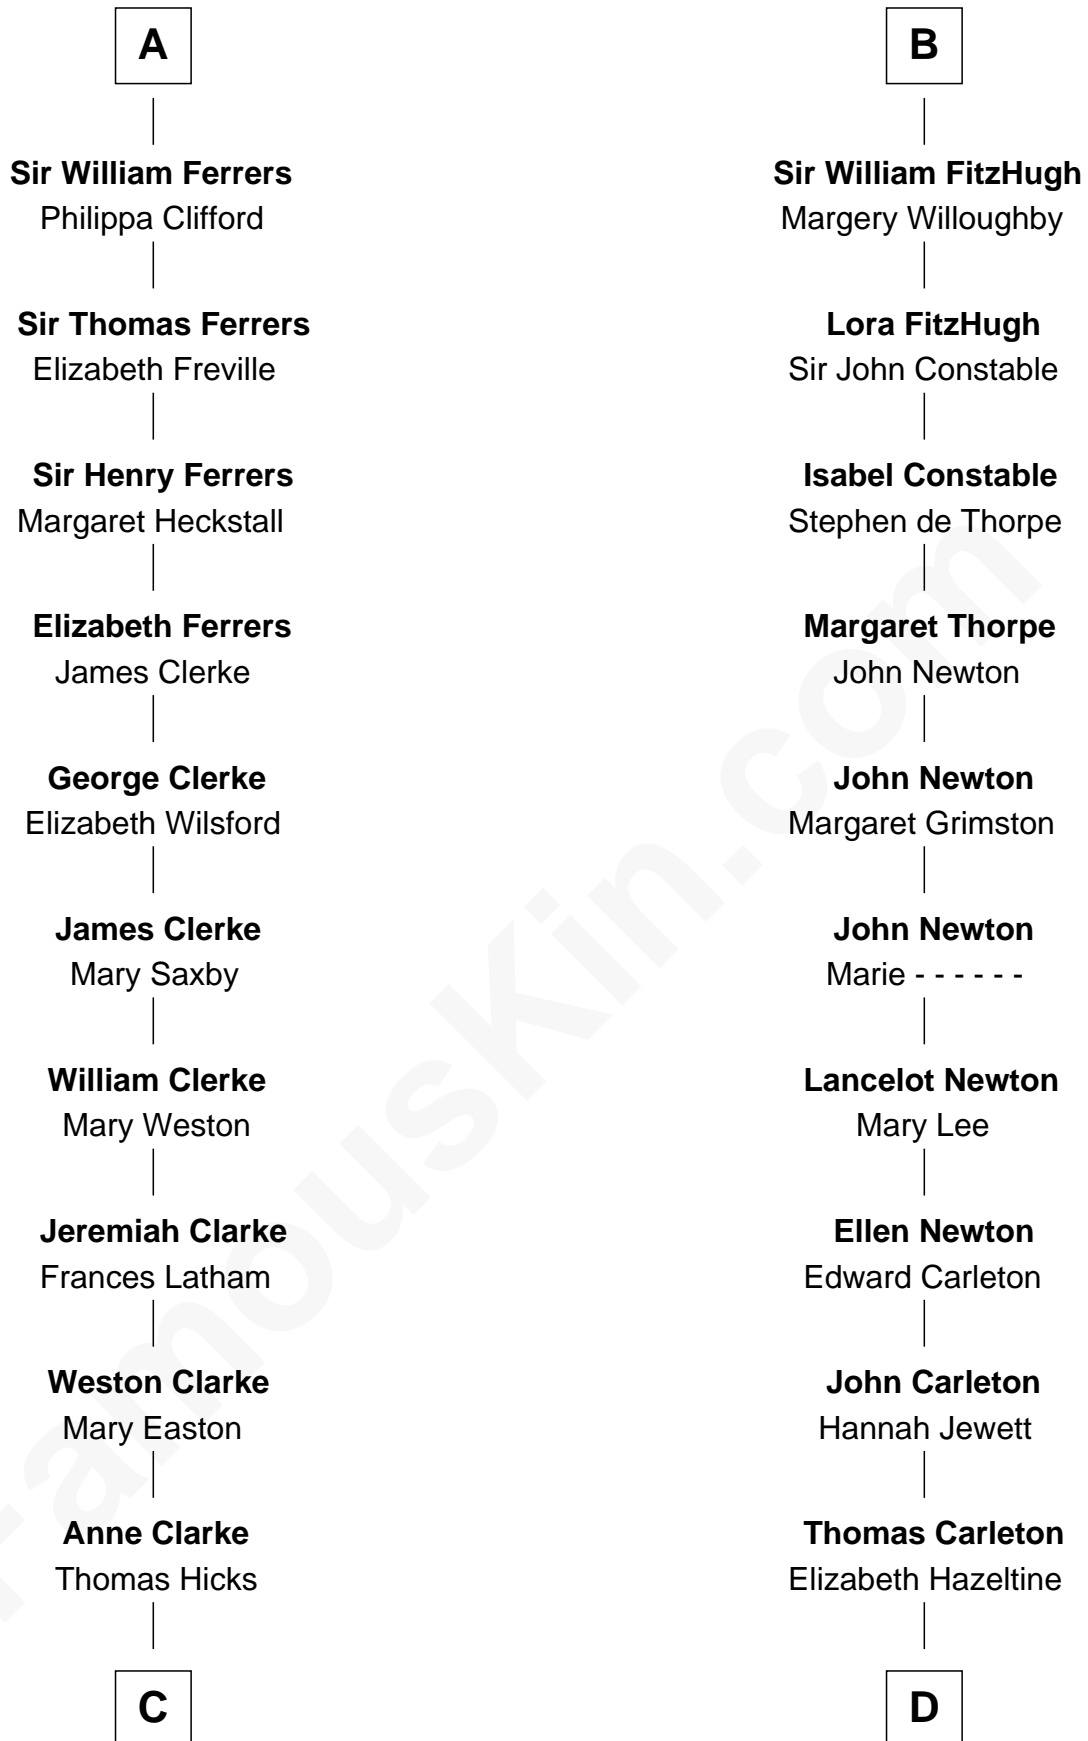 A
Sir William Ferrers
Philippa Clifford
Sir Thomas Ferrers
Elizabeth Freville
Sir Henry Ferrers
Margaret Heckstall
Elizabeth Ferrers
James Clerke
George Clerke
Elizabeth Wilsford
James Clerke
Mary Saxby
William Clerke
Mary Weston
Jeremiah Clarke
Frances Latham
Weston Clarke
Mary Easton
Anne Clarke
Thomas Hicks
C
B
Sir William FitzHugh
Margery Willoughby
Lora FitzHugh
Sir John Constable
Isabel Constable
Stephen de Thorpe
Margaret Thorpe
John Newton
John Newton
Margaret Grimston
John Newton
Marie - - - - - -
Lancelot Newton
Mary Lee
Ellen Newton
Edward Carleton
John Carleton
Hannah Jewett
Thomas Carleton
Elizabeth Hazeltine
D
FamousKin.com